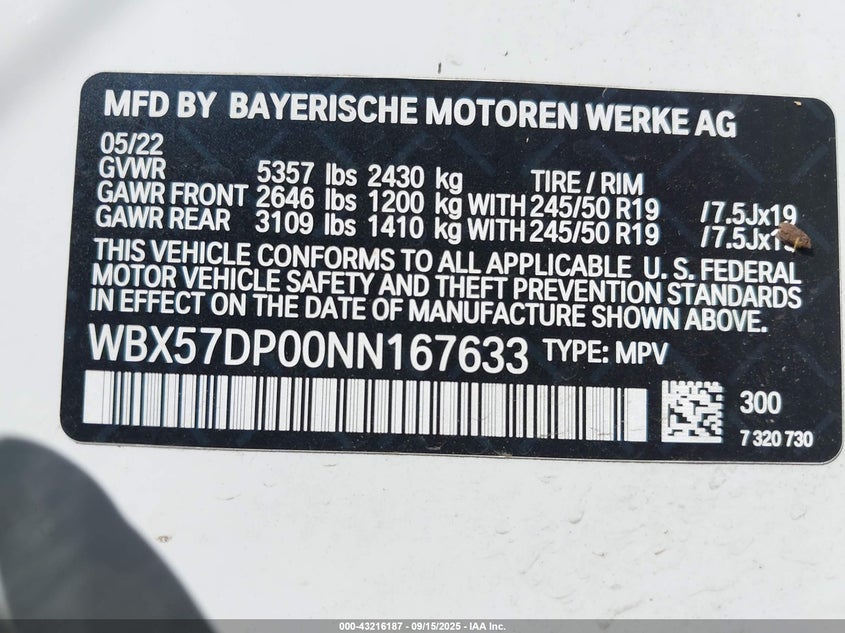 MFD BY BAYERISCHE MOTOREN WERKE AG
05/22
GVWR 5357 lbs 2430 kg TIRE / RIM
GAWR FRONT 2646 lbs 1200 kg WITH 245/50 R19 /7.5Jx19
GAWR REAR 3109 lbs 1410 kg WITH 245/50 R19
THIS VEHICLE CONFORMS TO ALL APPLICABLE U. S. FEDERAL
MOTOR VEHICLE SAFETY AND THEFT PREVENTION STANDARDS
IN EFFECT ON THE DATE OF MANUFACTURE SHOWN ABOVE.
WBX57DP00NN167633 TYPE: MPV
300
7 320 730
000-43216187 - 09/15/2025 - IAA Inc.